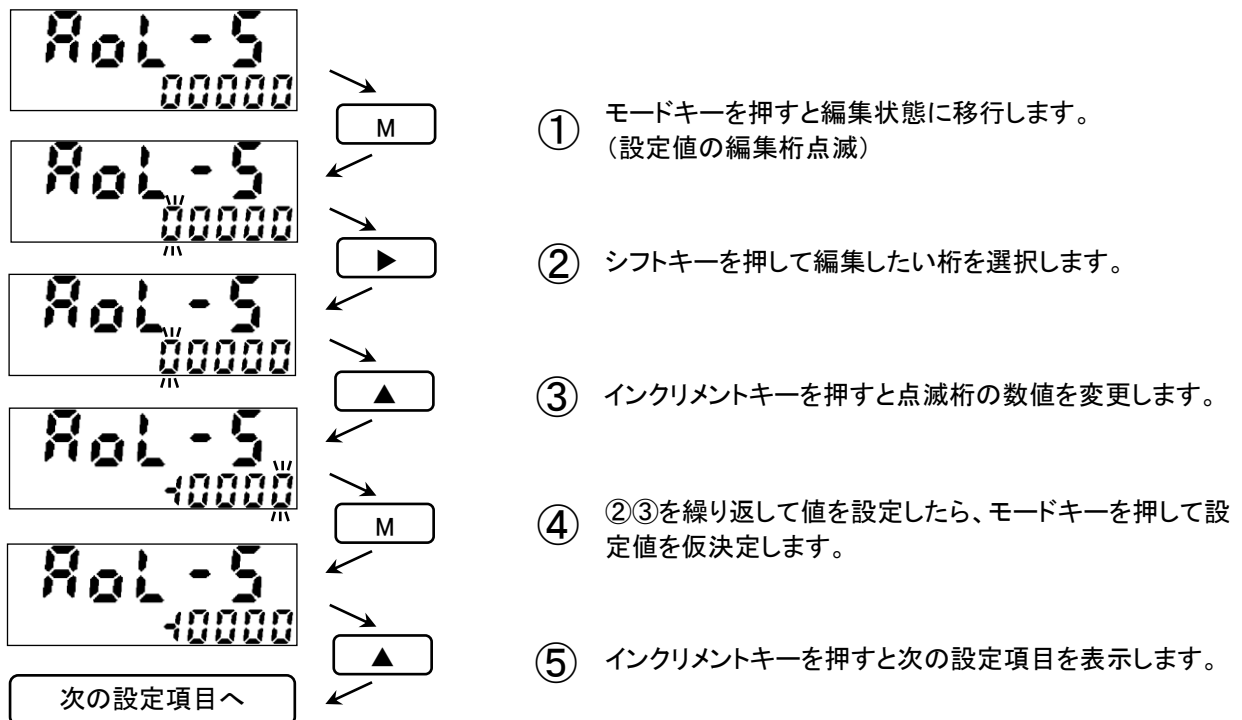 AoL-S
00000
M
① モードキーを押すと編集状態に移行します。
(設定値の編集桁点滅)
AoL-S
00000
▶
② シフトキーを押して編集したい桁を選択します。
AoL-S
00000
▲
③ インクリメントキーを押すと点滅桁の数値を変更します。
AoL-S
-10000
M
④ ②③を繰り返して値を設定したら、モードキーを押して設
定値を仮決定します。
AoL-S
-10000
▲
⑤ インクリメントキーを押すと次の設定項目を表示します。
次の設定項目へ